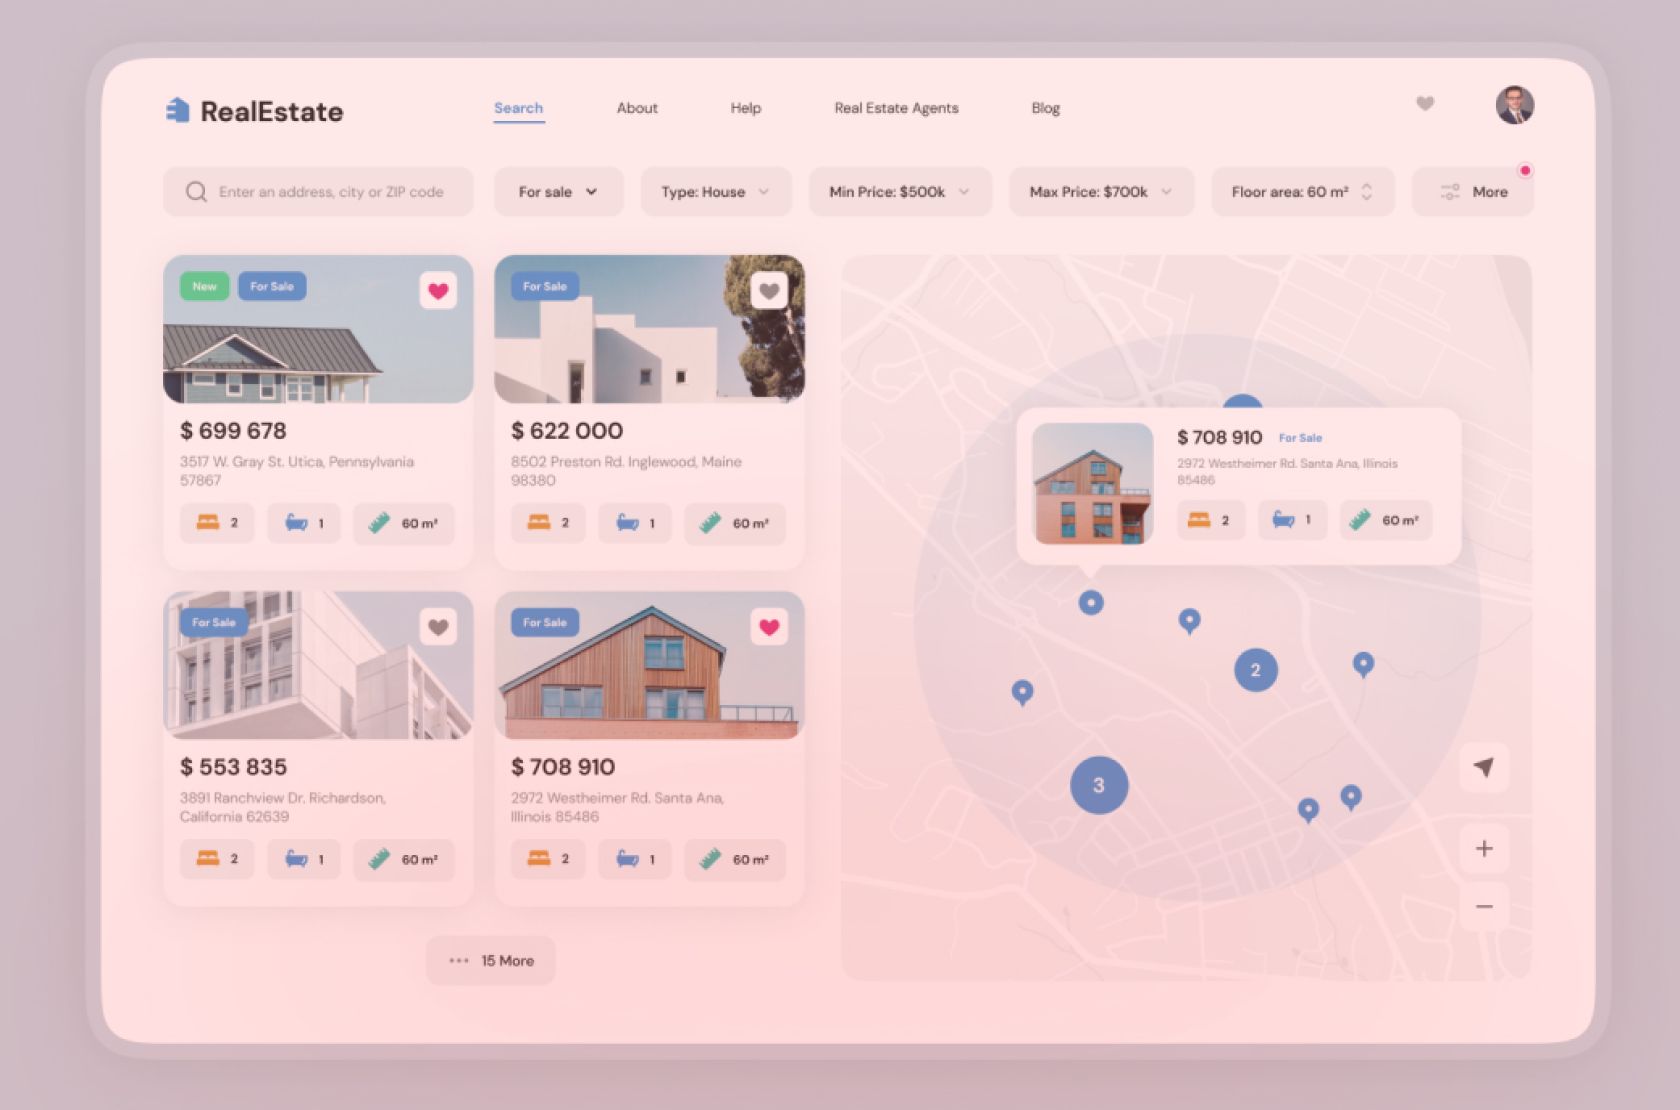 RealEstate
Search
About
Help
Real Estate Agents
Blog
Enter an address, city or ZIP code
For sale
Type: House
Min Price: $500k
Max Price: $700k
Floor area: 60 m²
More
New
For Sale
$ 699 678
3517 W. Gray St. Utica, Pennsylvania
57867
2
1
60 m²
For Sale
$ 622 000
8502 Preston Rd. Inglewood, Maine
98380
2
1
60 m²
For Sale
$ 553 835
3891 Ranchview Dr. Richardson,
California 62639
2
1
60 m²
For Sale
$ 708 910
2972 Westheimer Rd. Santa Ana,
Illinois 85486
2
1
60 m²
15 More
$ 708 910
For Sale
2972 Westheimer Rd. Santa Ana, Illinois
85486
2
1
60 m²
2
3